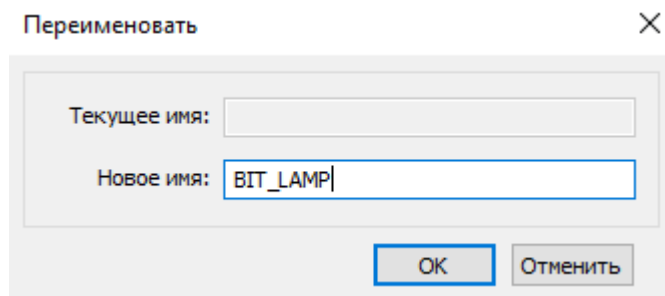 Переименовать
Текущее имя:
Новое имя: BIT_LAMP
OK Отменить